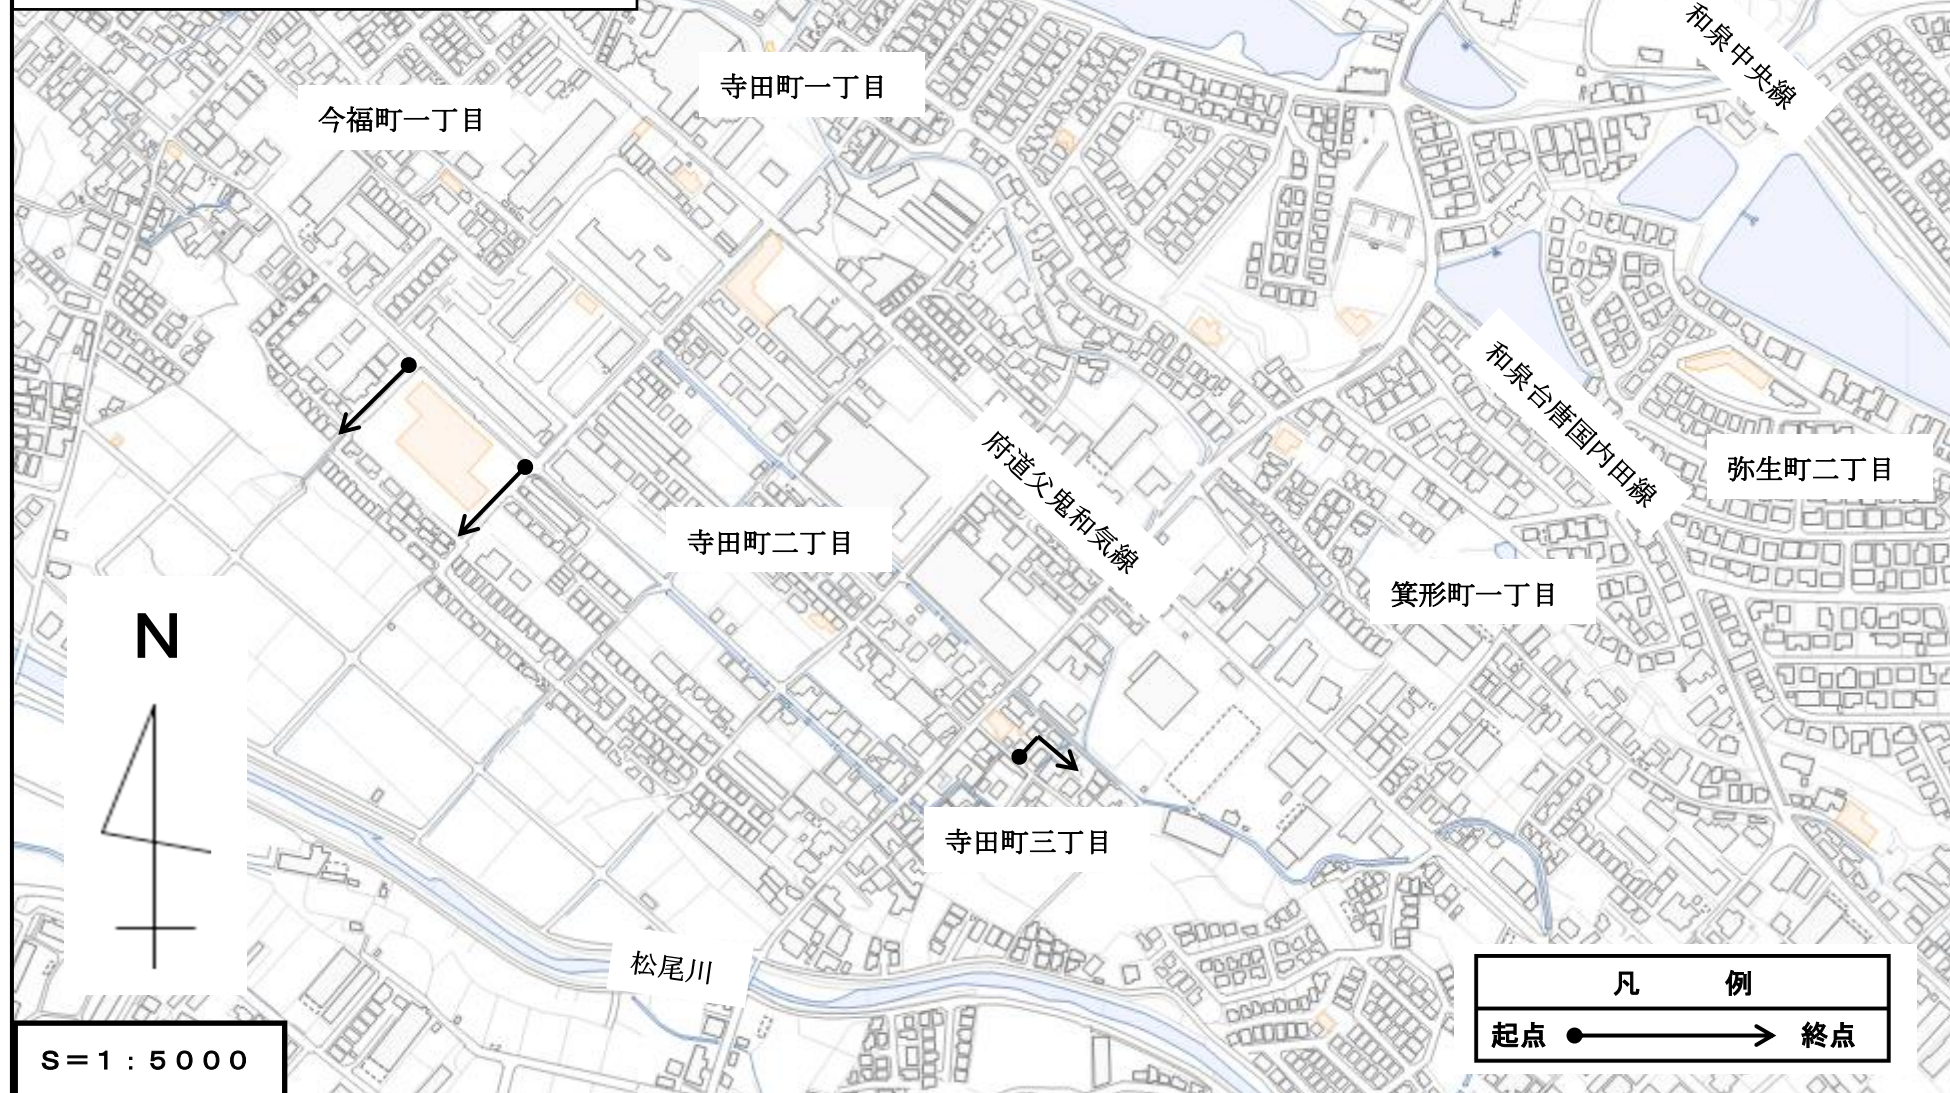 和泉中央線
寺田町一丁目
今福町一丁目
和泉台唐国内田線
府道父鬼和気線
弥生町二丁目
寺田町二丁目
箕形町一丁目
N
寺田町三丁目
松尾川
凡 例
起点 終点
S=1:5000